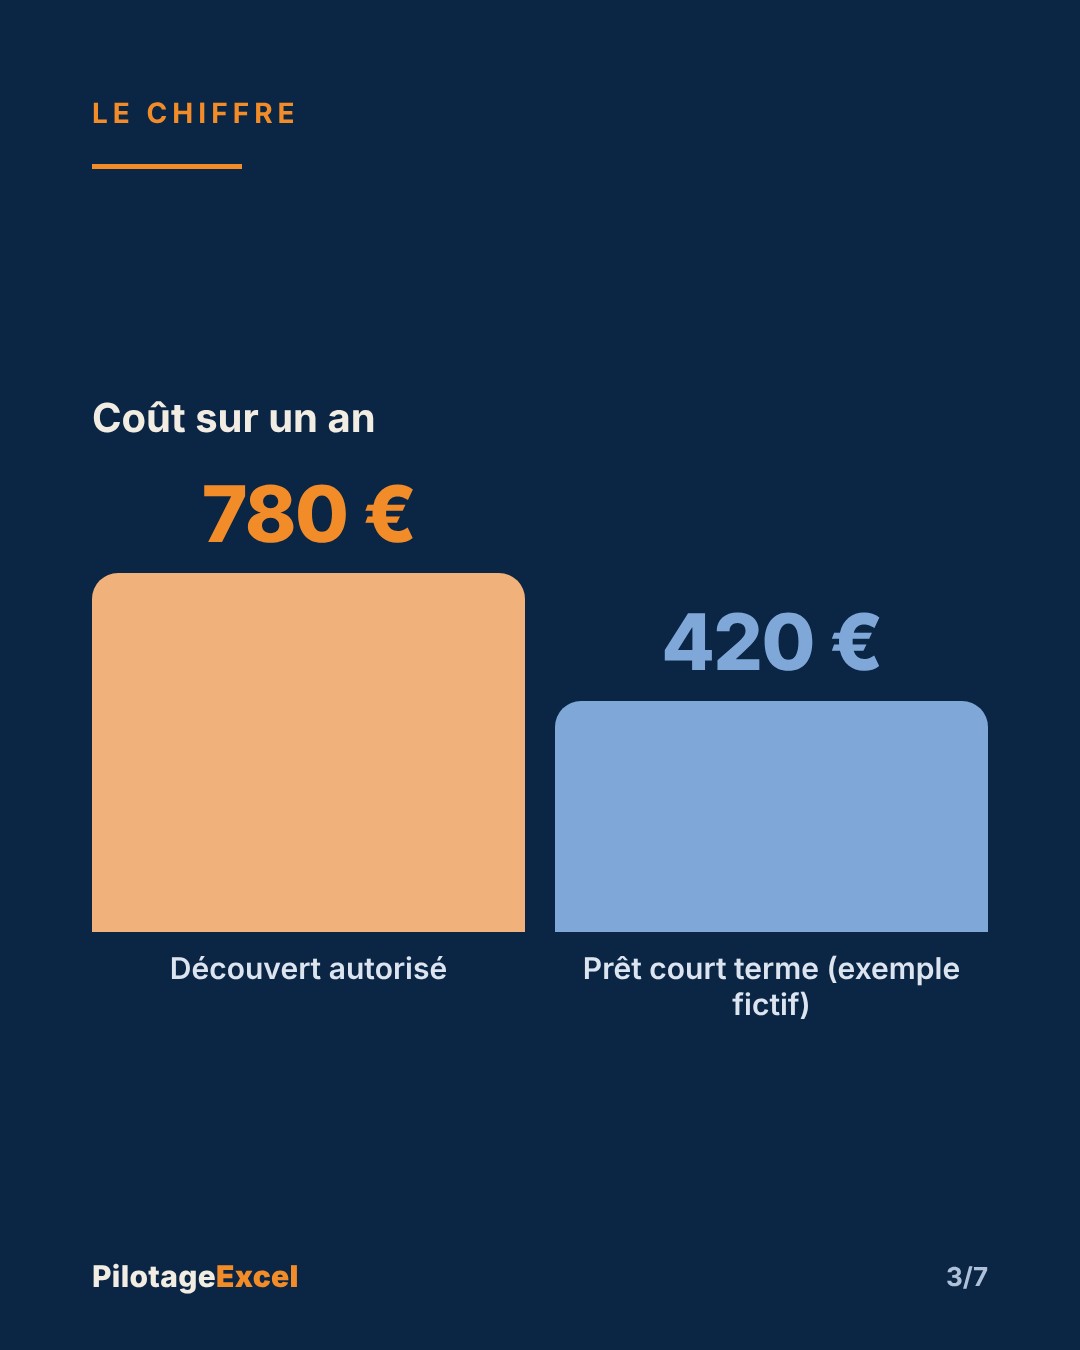 LE CHIFFRE
Coût sur un an
780 €
420 €
Découvert autorisé
Prêt court terme (exemple
fictif)
PilotageExcel
3/7